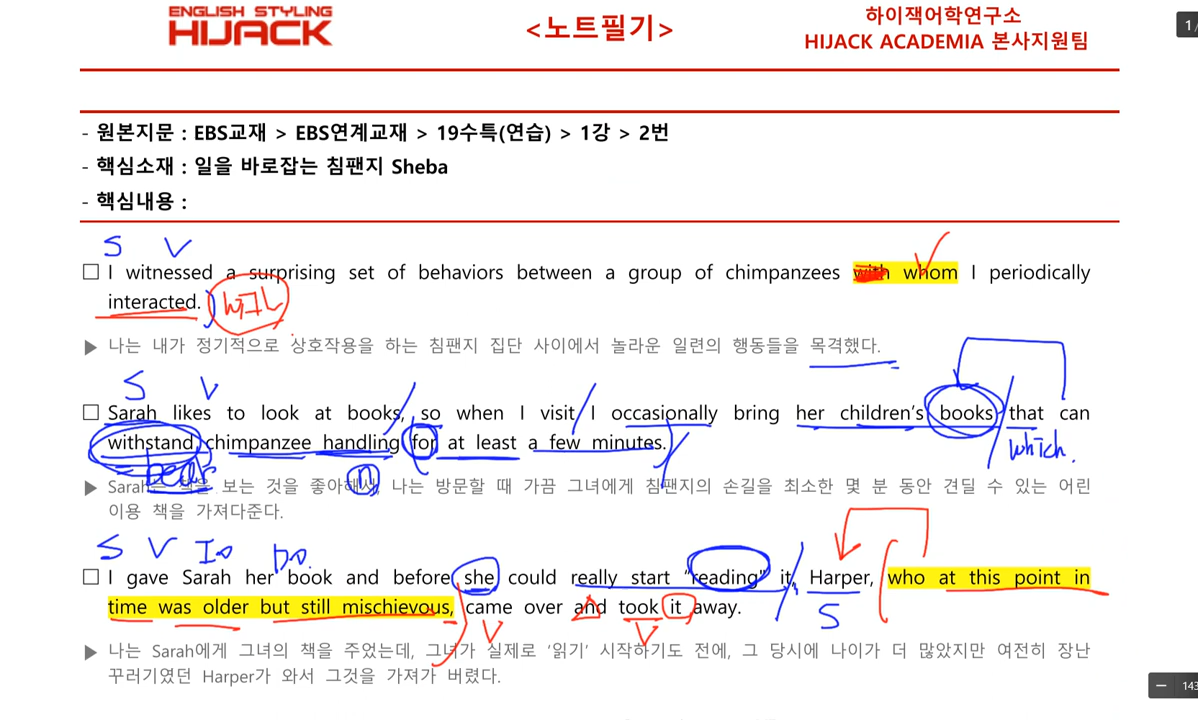 ENGLISH STYLING
HIJACK
<노트필기>
하이잭어학연구소
HIJACK ACADEMIA 본사지원팀
1/
- 원본지문 : EBS교재 > EBS연계교재 > 19수특(연습) > 1강 > 2번
- 핵심소재 : 일을 바로잡는 침팬지 Sheba
- 핵심내용 :
S V
□ I witnessed a surprising set of behaviors between a group of chimpanzees with whom I periodically
interacted.
▶ 나는 내가 정기적으로 상호작용을 하는 침팬지 집단 사이에서 놀라운 일련의 행동들을 목격했다.
S V
□ Sarah likes to look at books, so when I visit I occasionally bring her children's books that can
withstand chimpanzee handling for at least a few minutes.
which.
bear
n
▶ Sarah는 책을 보는 것을 좋아해서, 나는 방문할 때 가끔 그녀에게 침팬지의 손길을 최소한 몇 분 동안 견딜 수 있는 어린
이용 책을 가져다준다.
S V IO DO.
□ I gave Sarah her book and before she could really start "reading" it, Harper, who at this point in
time was older but still mischievous, came over and took it away.
S
V V
▶ 나는 Sarah에게 그녀의 책을 주었는데, 그녀가 실제로 '읽기' 시작하기도 전에, 그 당시에 나이가 더 많았지만 여전히 장난
꾸러기였던 Harper가 와서 그것을 가져가 버렸다.
143